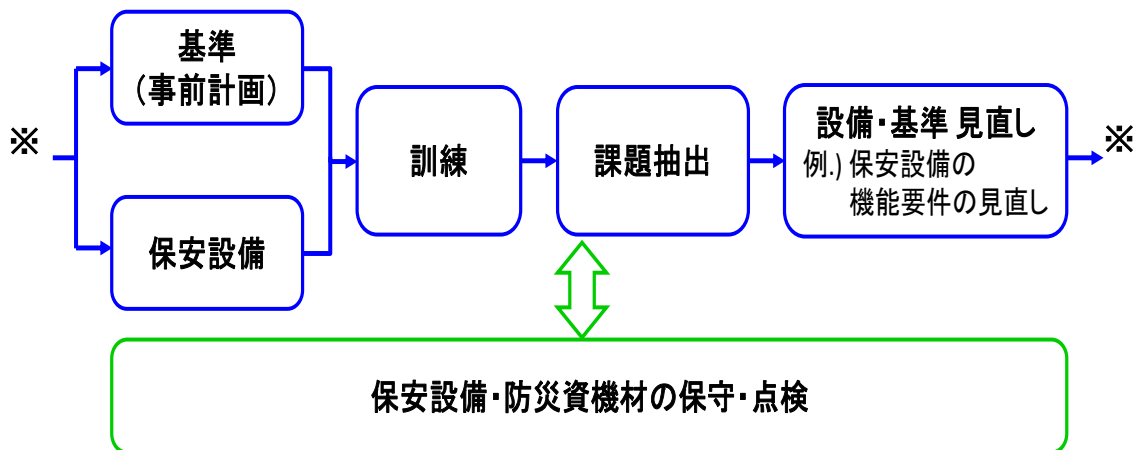 ※
基準
（事前計画）
保安設備
訓練
課題抽出
設備・基準 見直し
例.) 保安設備の
機能要件の見直し
※
保安設備・防災資機材の保守・点検